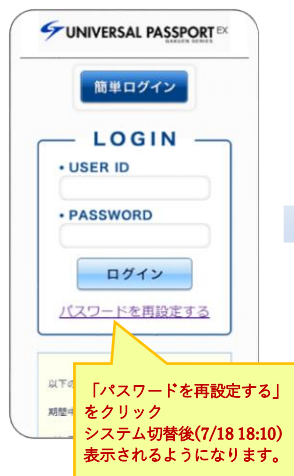 UNIVERSAL PASSPORT EX
GAKUEN SERIES
簡単ログイン
LOGIN
・USER ID
・PASSWORD
ログイン
パスワードを再設定する
以下の
期間中
「パスワードを再設定する」
をクリック
システム切替後(7/18 18:10)
表示されるようになります。